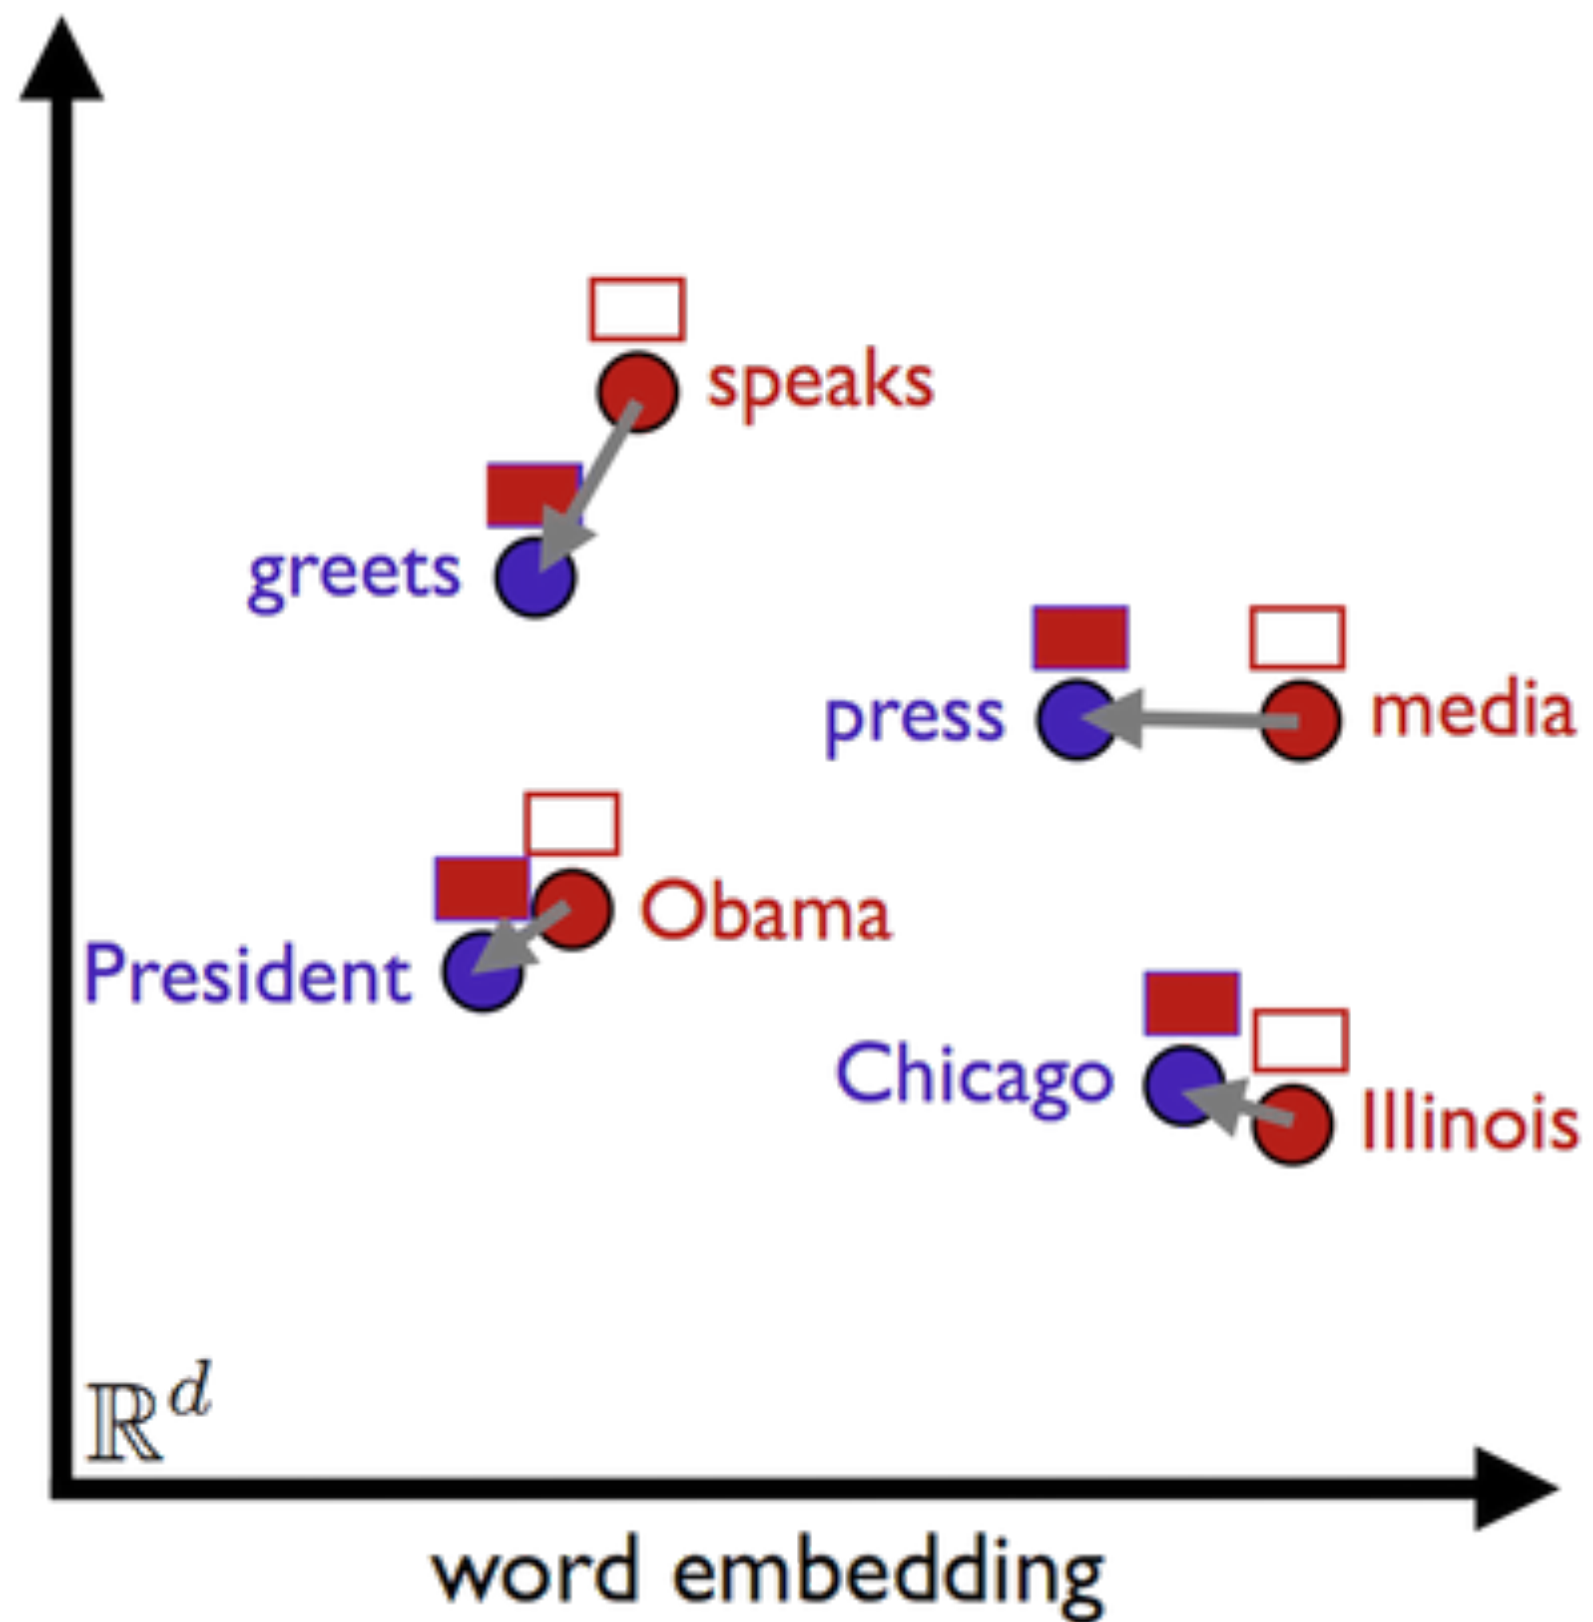 speaks
greets
press
media
Obama
President
Chicago
Illinois
ℝ^d
word embedding